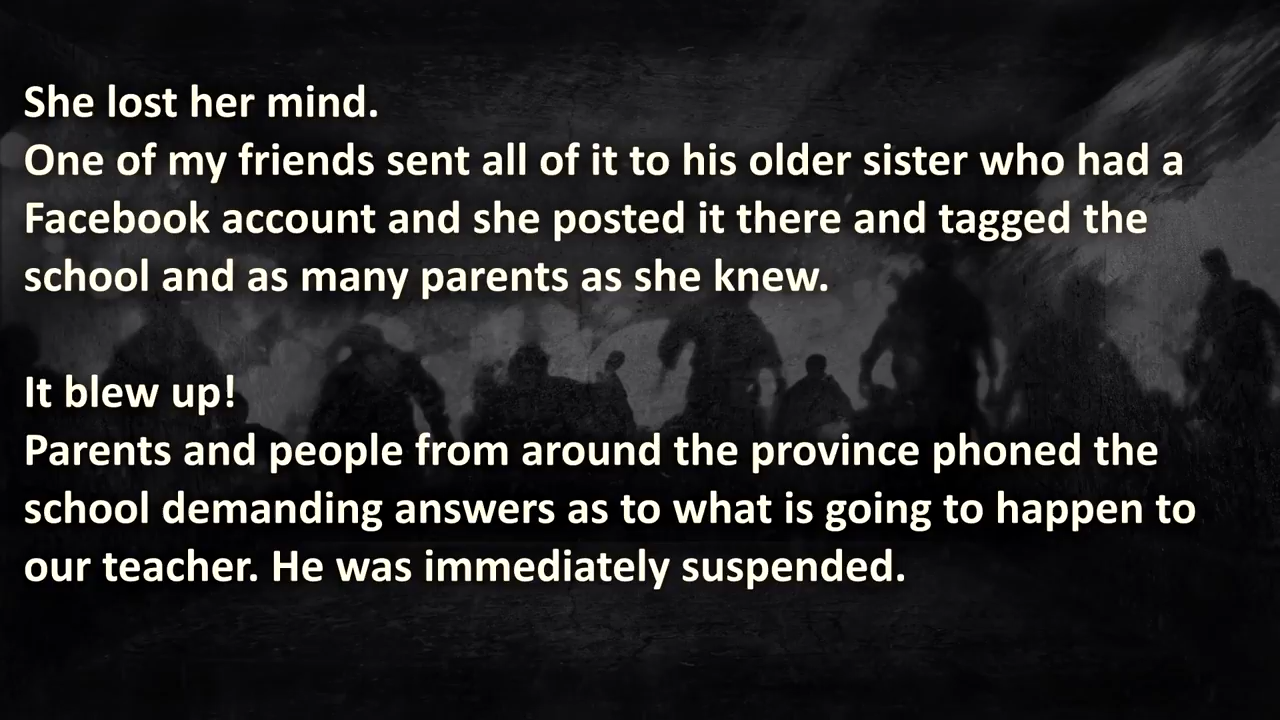 She lost her mind.
One of my friends sent all of it to his older sister who had a
Facebook account and she posted it there and tagged the
school and as many parents as she knew.
It blew up!
Parents and people from around the province phoned the
school demanding answers as to what is going to happen to
our teacher. He was immediately suspended.